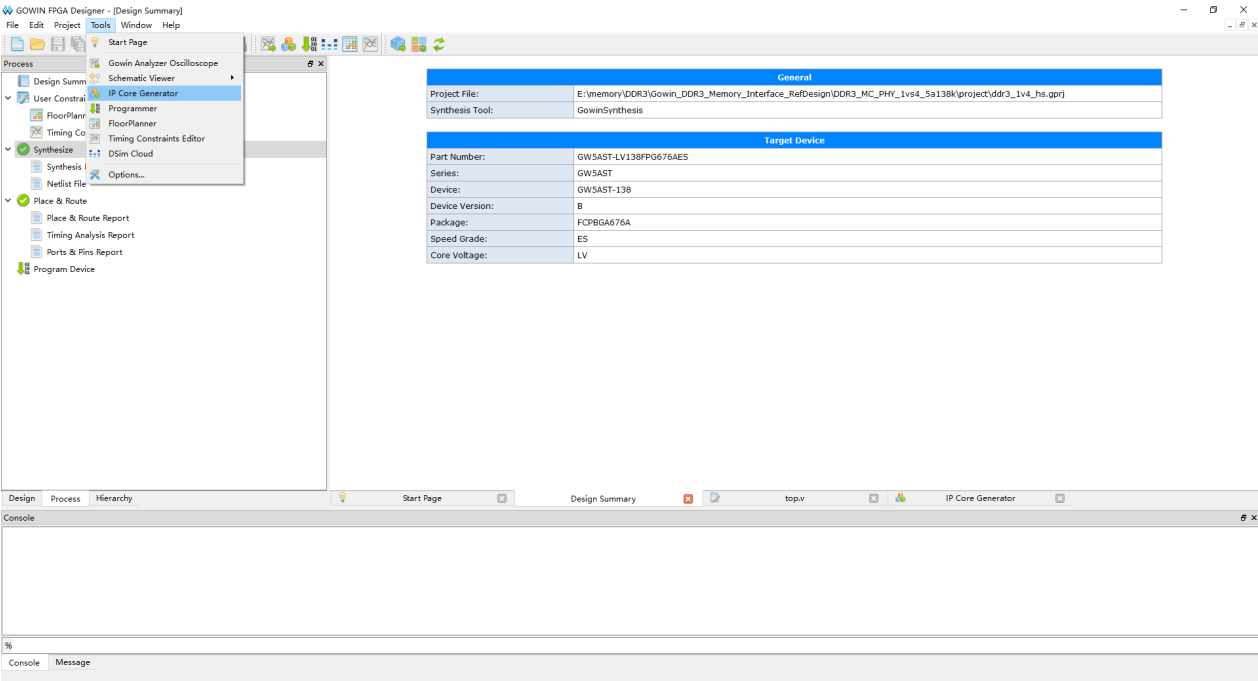 GOWIN FPGA Designer - [Design Summary]
File Edit Project Tools Window Help
Start Page
Gowin Analyzer Oscilloscope
Schematic Viewer
IP Core Generator
Programmer
FloorPlanner
Timing Constraints Editor
DSim Cloud
Options...
Process
Design Summ
User Constrai
FloorPlanr
Timing Co
Synthesize
Synthesis
Netlist File
Place & Route
Place & Route Report
Timing Analysis Report
Ports & Pins Report
Program Device
General
Project File: E:\memory\DDR3\Gowin_DDR3_Memory_Interface_RefDesign\DDR3_MC_PHY_1vs4_5a138k\project\ddr3_1v4_hs.gprj
Synthesis Tool: GowinSynthesis
Target Device
Part Number: GW5AST-LV138FPG676AES
Series: GW5AST
Device: GW5AST-138
Device Version: B
Package: FCPBGA676A
Speed Grade: ES
Core Voltage: LV
Design Process Hierarchy
Start Page Design Summary top.v IP Core Generator
Console
%
Console Message